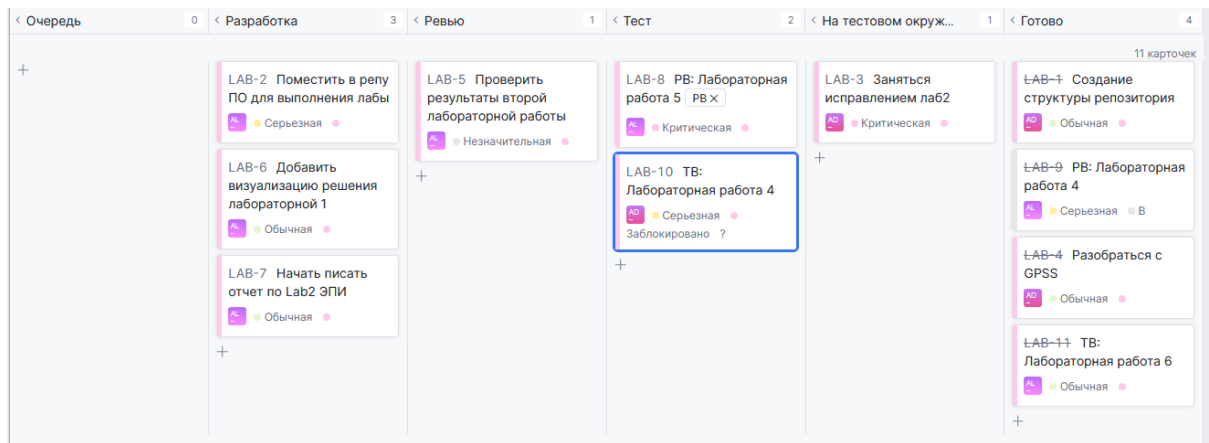 Очередь 0
Разработка 3
Ревью 1
Тест 2
На тестовом окруж... 1
Готово 4
11 карточек
LAB-2 Поместить в репу
ПО для выполнения лабы
AL
Серьезная
LAB-6 Добавить
визуализацию решения
лабораторной 1
AL
Обычная
LAB-7 Начать писать
отчет по Lab2 ЭПИ
AL
Обычная
LAB-5 Проверить
результаты второй
лабораторной работы
AL
Незначительная
LAB-8 РВ: Лабораторная
работа 5 РВ ×
AL
Критическая
LAB-10 ТВ:
Лабораторная работа 4
AD
Серьезная
Заблокировано ?
LAB-3 Заняться
исправлением лаб2
AD
Критическая
LAB-1 Создание
структуры репозитория
AD
Обычная
LAB-9 РВ: Лабораторная
работа 4
AL
Серьезная В
LAB-4 Разобраться с
GPSS
AD
Обычная
LAB-11 ТВ:
Лабораторная работа 6
AL
Обычная